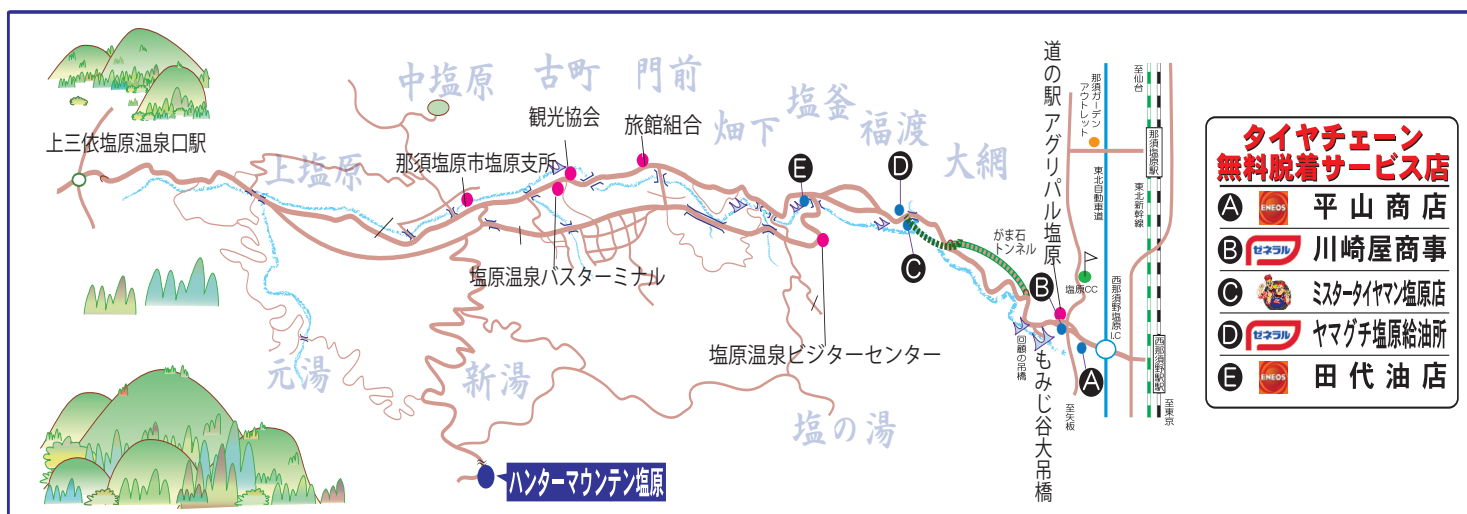 上三依塩原温泉口駅
上塩原
中塩原
那須塩原市塩原支所
古町
観光協会
門前
旅館組合
塩原温泉バスターミナル
畑下
塩釜
福渡
大網
E
D
C
B
A
塩原温泉ビジターセンター
がま石
トンネル
道の駅 アグリパル塩原
回顧の吊橋
もみじ谷大吊橋
塩原CC
那須ガーデン
アウトレット
至仙台
那須塩原駅
東北自動車道
東北新幹線
西那須野塩原
I.C
西那須野駅
至矢板
至東京
元湯
新湯
塩の湯
ハンターマウンテン塩原
タイヤチェーン
無料脱着サービス店
A ENEOS 平山商店
B ゼネラル 川崎屋商事
C ミスタータイヤマン塩原店
D ゼネラル ヤマグチ塩原給油所
E ENEOS 田代油店